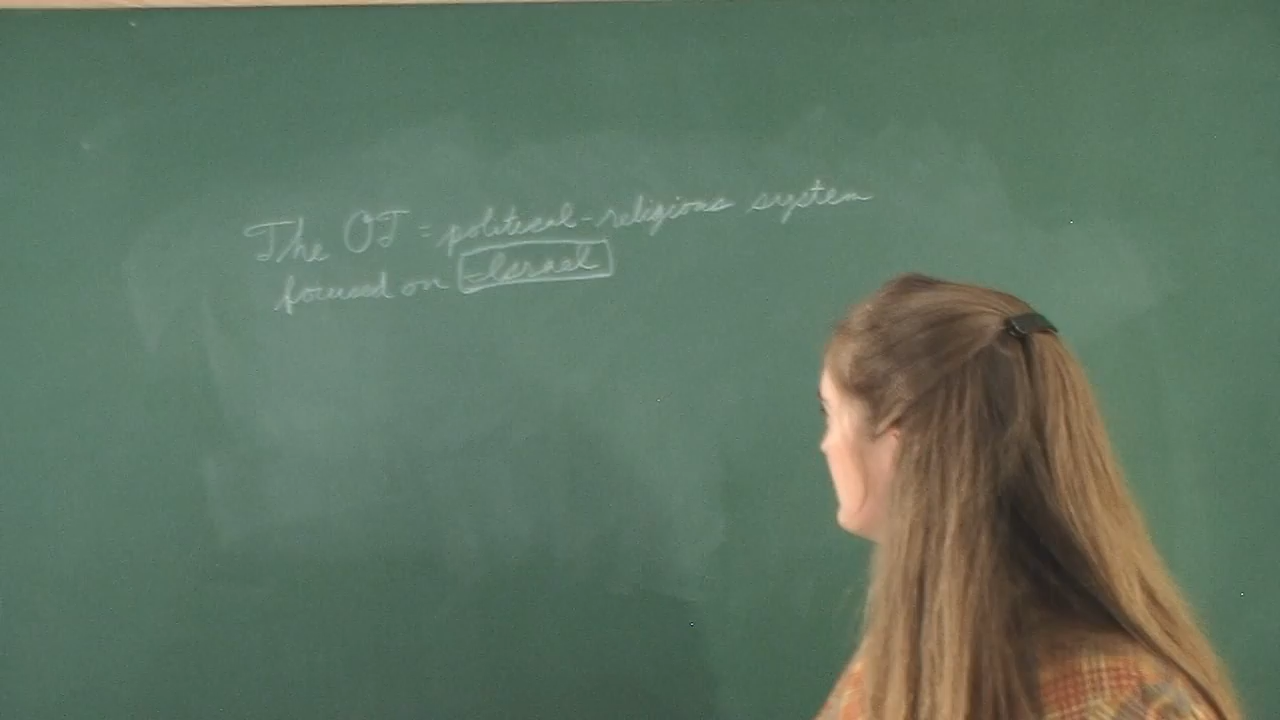 The OT = political-religious system
focused on =Israel